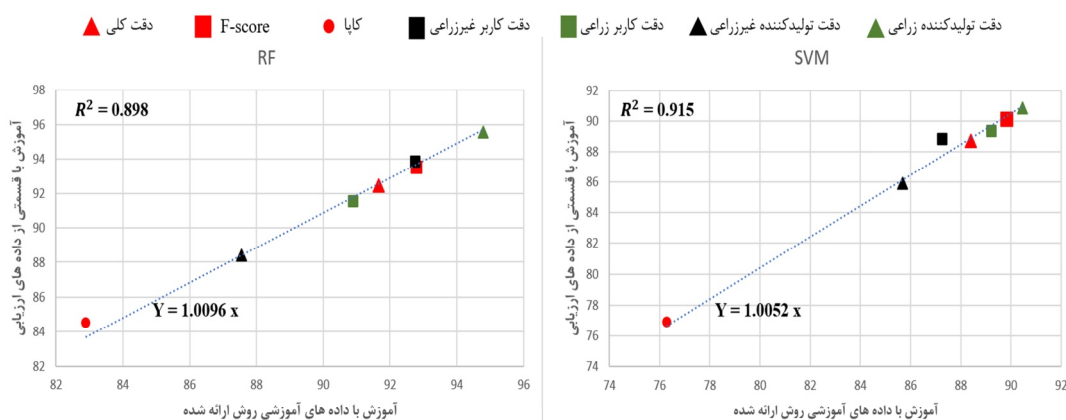 دقت کلی F-score کاپا دقت کاربر غیرزراعی دقت کاربر زراعی دقت تولیدکننده غیرزراعی دقت تولیدکننده زراعی
RF
R² = 0.898
Y = 1.0096 x
98
96
94
92
90
88
86
84
82
82 84 86 88 90 92 94 96
آموزش با قسمتی از داده های ارزیابی
آموزش با داده های آموزشی روش ارائه شده
SVM
R² = 0.915
Y = 1.0052 x
92
90
88
86
84
82
80
78
76
74
74 76 78 80 82 84 86 88 90 92
آموزش با قسمتی از داده های ارزیابی
آموزش با داده های آموزشی روش ارائه شده